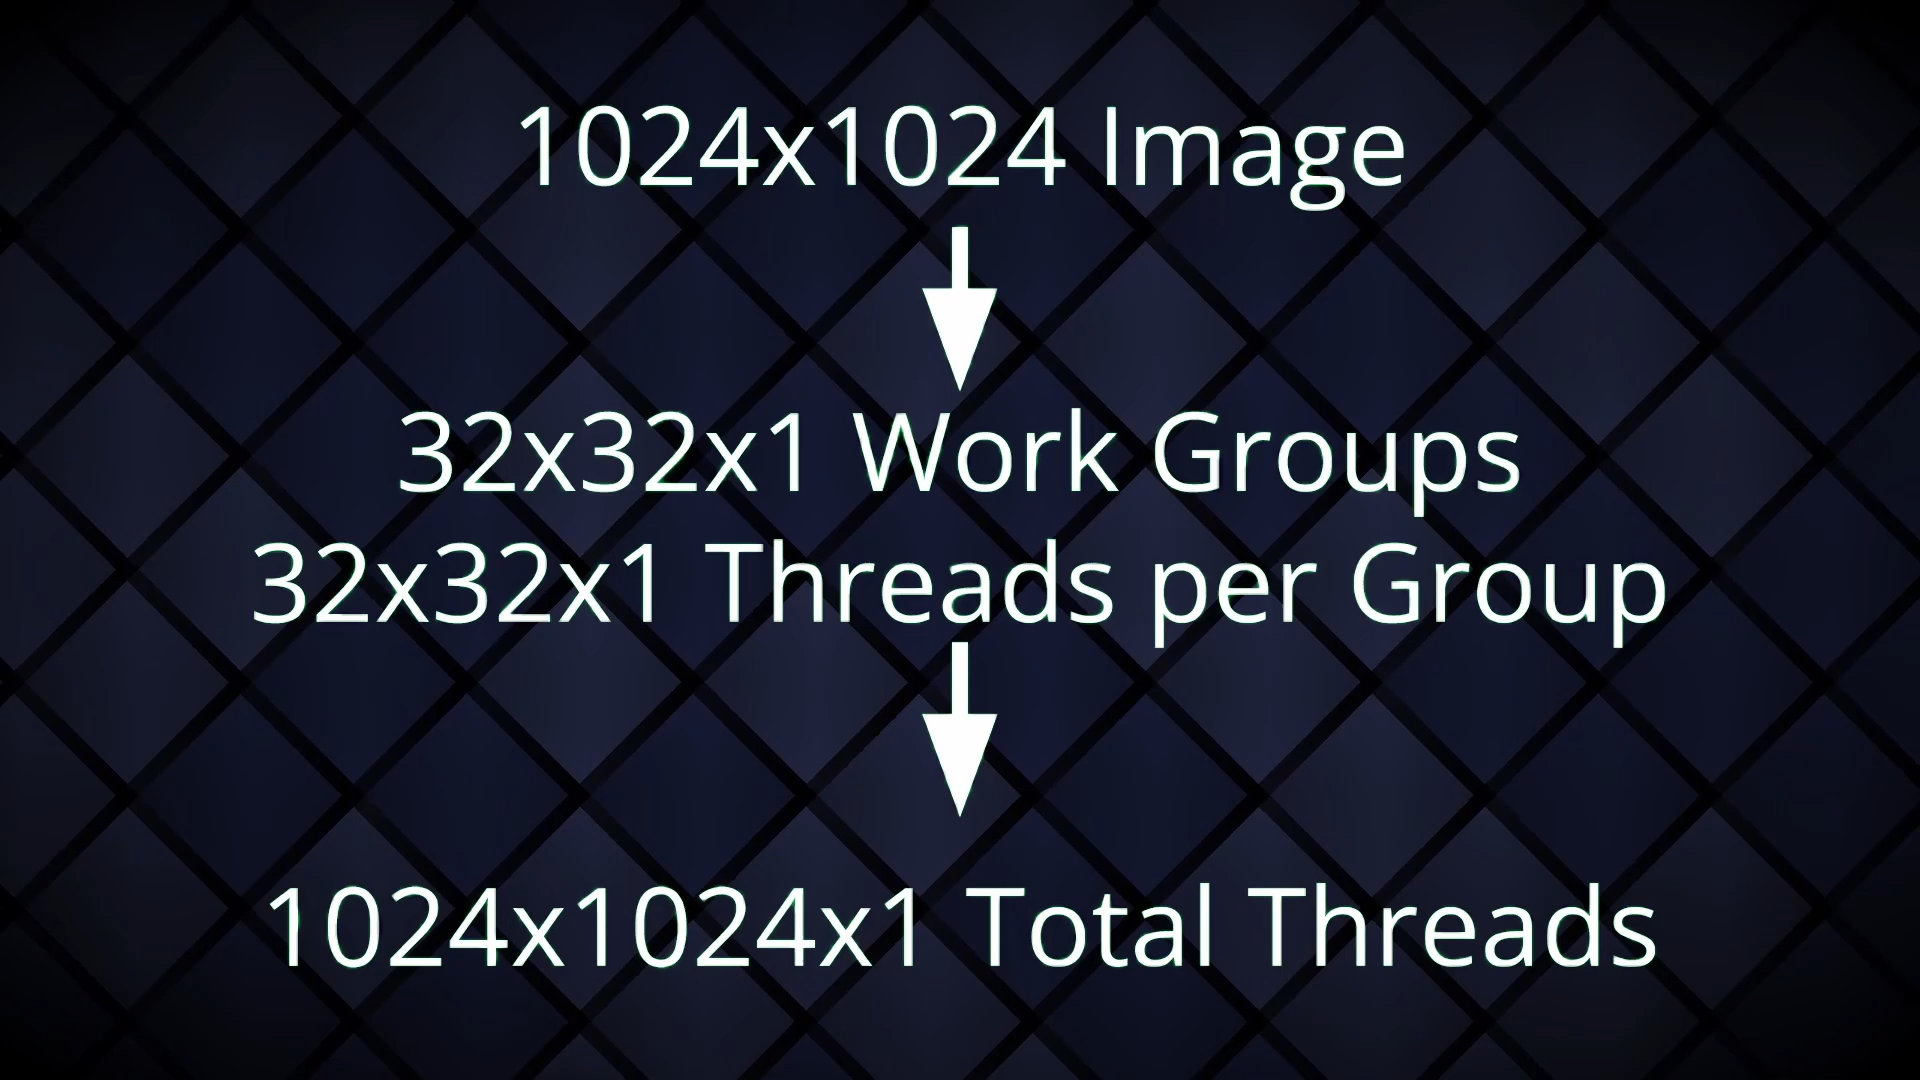 1024x1024 Image
32x32x1 Work Groups
32x32x1 Threads per Group
1024x1024x1 Total Threads